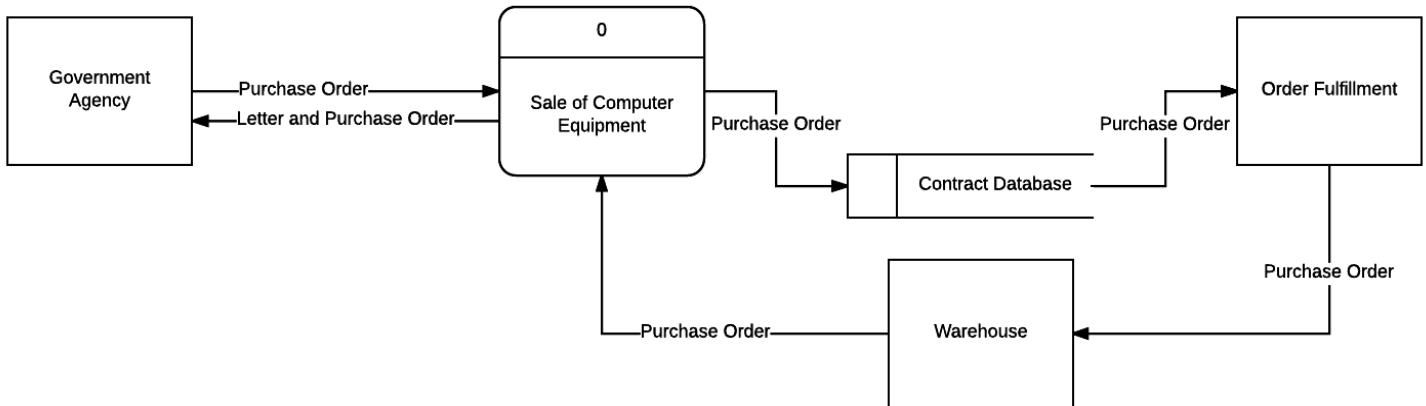 0
Government
Agency
Purchase Order
Letter and Purchase Order
Sale of Computer
Equipment
Purchase Order
Contract Database
Purchase Order
Order Fulfillment
Purchase Order
Warehouse
Purchase Order